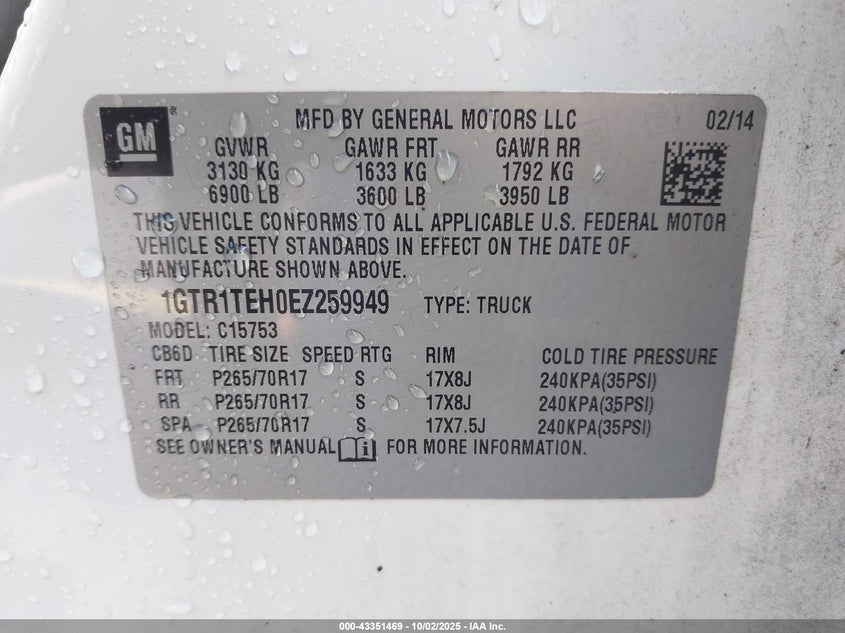 GM ® MFD BY GENERAL MOTORS LLC 02/14
GVWR GAWR FRT GAWR RR
3130 KG 1633 KG 1792 KG
6900 LB 3600 LB 3950 LB
THIS VEHICLE CONFORMS TO ALL APPLICABLE U.S. FEDERAL MOTOR
VEHICLE SAFETY STANDARDS IN EFFECT ON THE DATE OF
MANUFACTURE SHOWN ABOVE.
1GTR1TEH0EZ259949 TYPE: TRUCK
MODEL: C15753
CB6D TIRE SIZE SPEED RTG RIM COLD TIRE PRESSURE
FRT P265/70R17 S 17X8J 240KPA(35PSI)
RR P265/70R17 S 17X8J 240KPA(35PSI)
SPA P265/70R17 S 17X7.5J 240KPA(35PSI)
SEE OWNER'S MANUAL i FOR MORE INFORMATION.
000-43351469 - 10/02/2025 - IAA Inc.